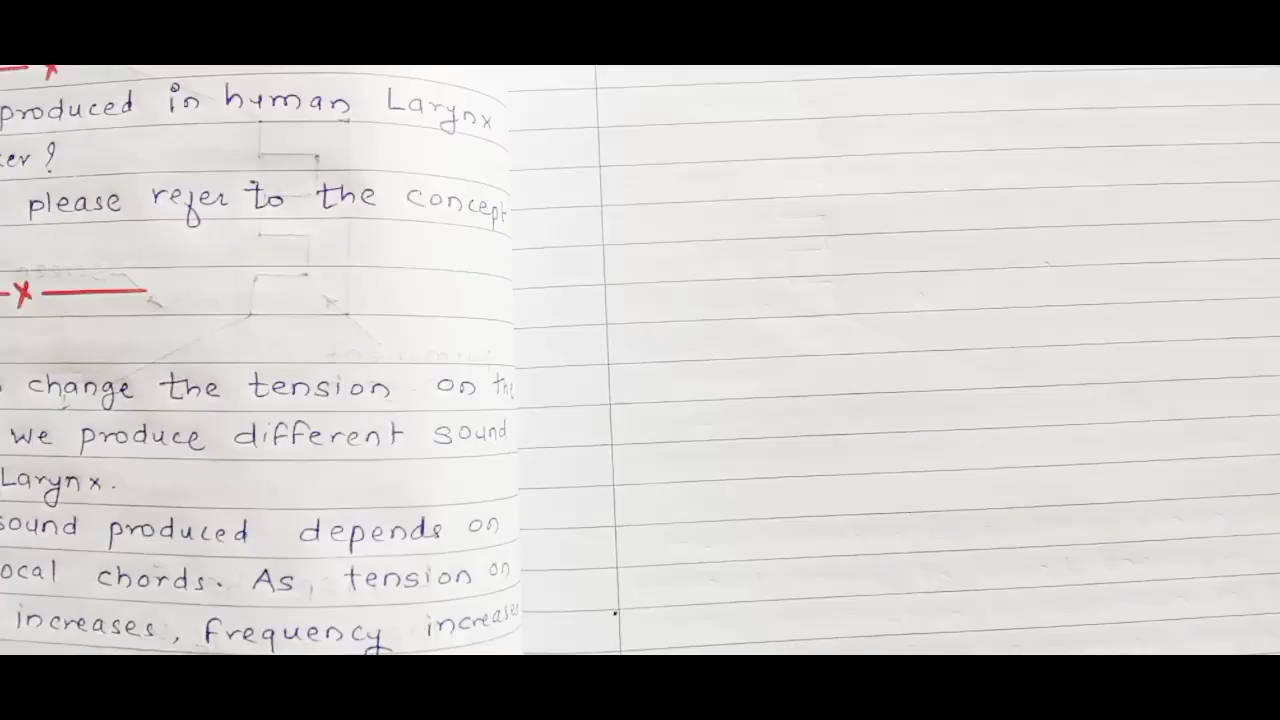 produced in human Larynx
er ?
please refer to the concept
change the tension on the
we produce different sound
Larynx.
sound produced depends on
ocal chords. As, tension on
increases, frequency increases